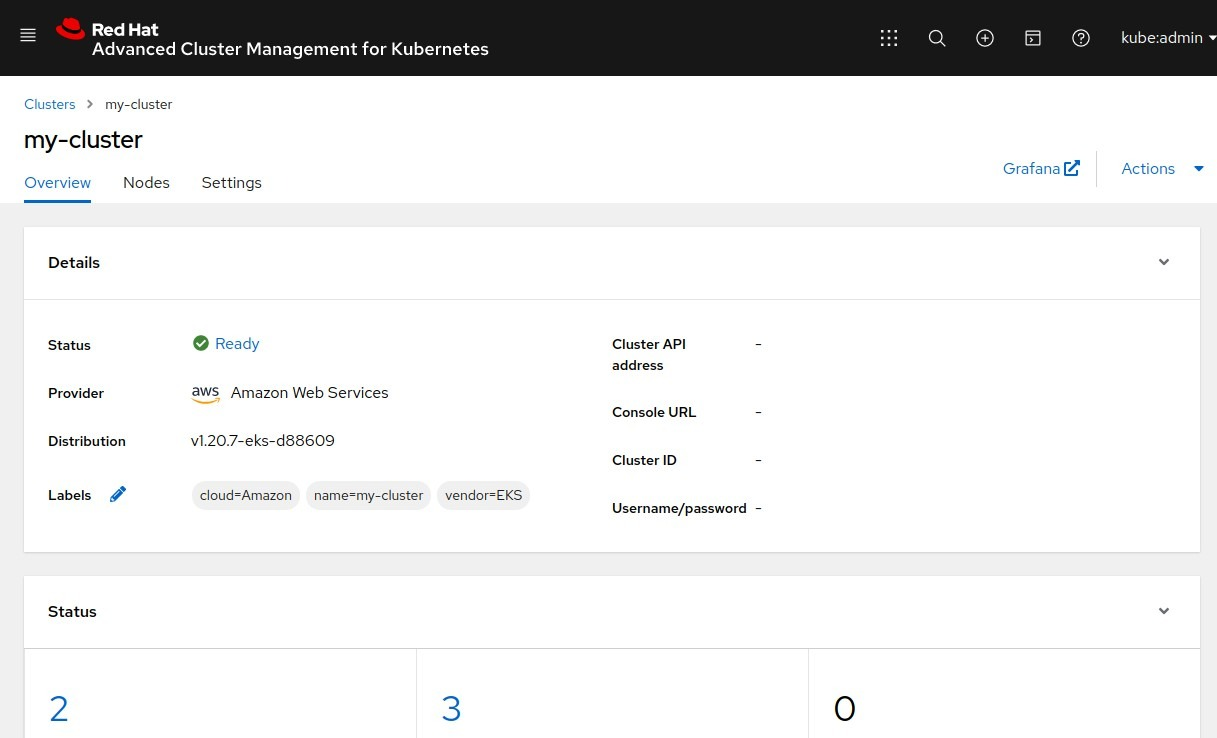 Red Hat
Advanced Cluster Management for Kubernetes
kube:admin
Clusters my-cluster
my-cluster
Overview Nodes Settings
Grafana Actions
Details
Status Ready
Provider aws Amazon Web Services
Distribution v1.20.7-eks-d88609
Labels cloud=Amazon name=my-cluster vendor=EKS
Cluster API address -
Console URL -
Cluster ID -
Username/password -
Status
2 3 0